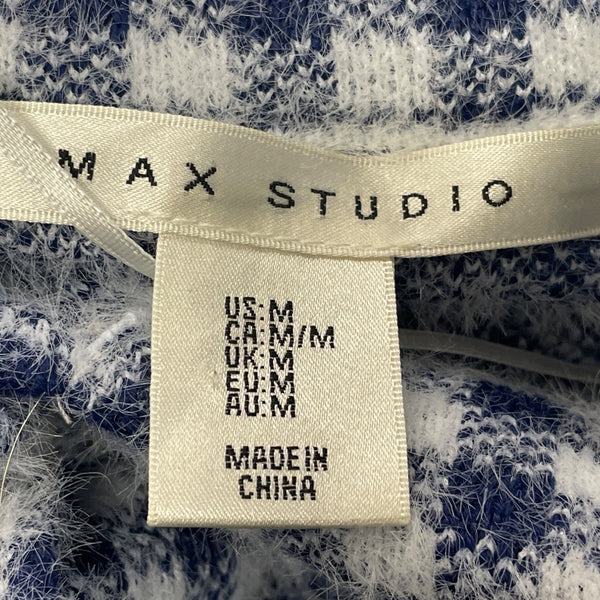 MAX STUDIO
US:M
CA:M/M
UK:M
EU:M
AU:M
MADE IN
CHINA